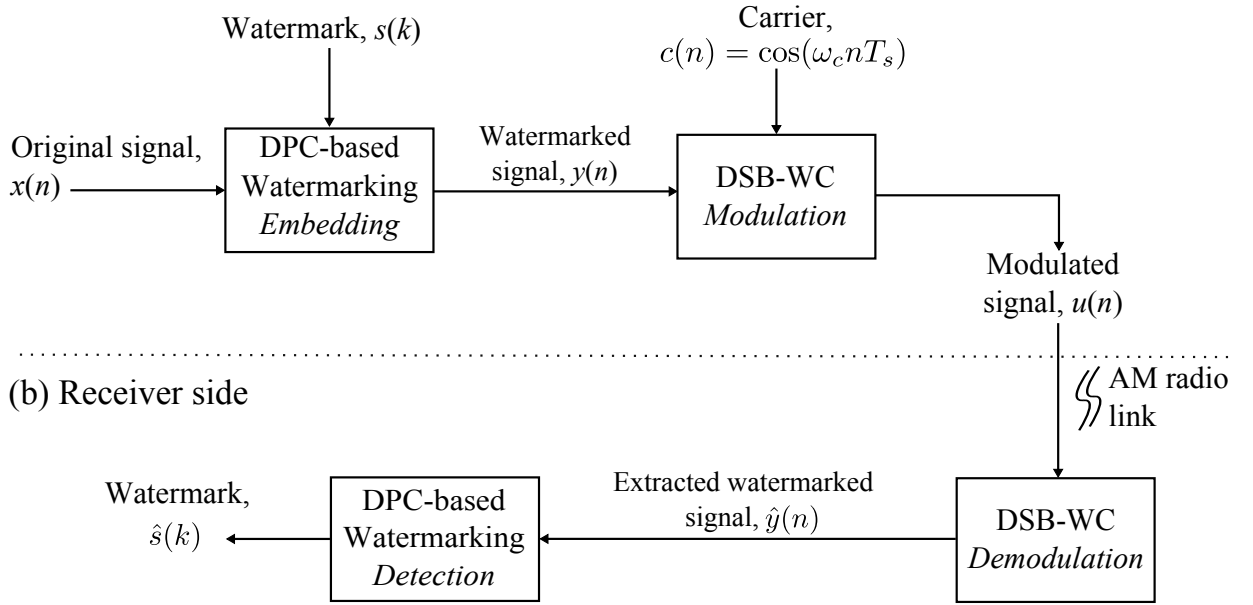 Watermark, s(k)
Carrier,
c(n) = cos(ω_c nT_s)
Original signal,
x(n)
DPC-based
Watermarking
Embedding
Watermarked
signal, y(n)
DSB-WC
Modulation
Modulated
signal, u(n)
(b) Receiver side
AM radio
link
Watermark,
ŝ(k)
DPC-based
Watermarking
Detection
Extracted watermarked
signal, ŷ(n)
DSB-WC
Demodulation